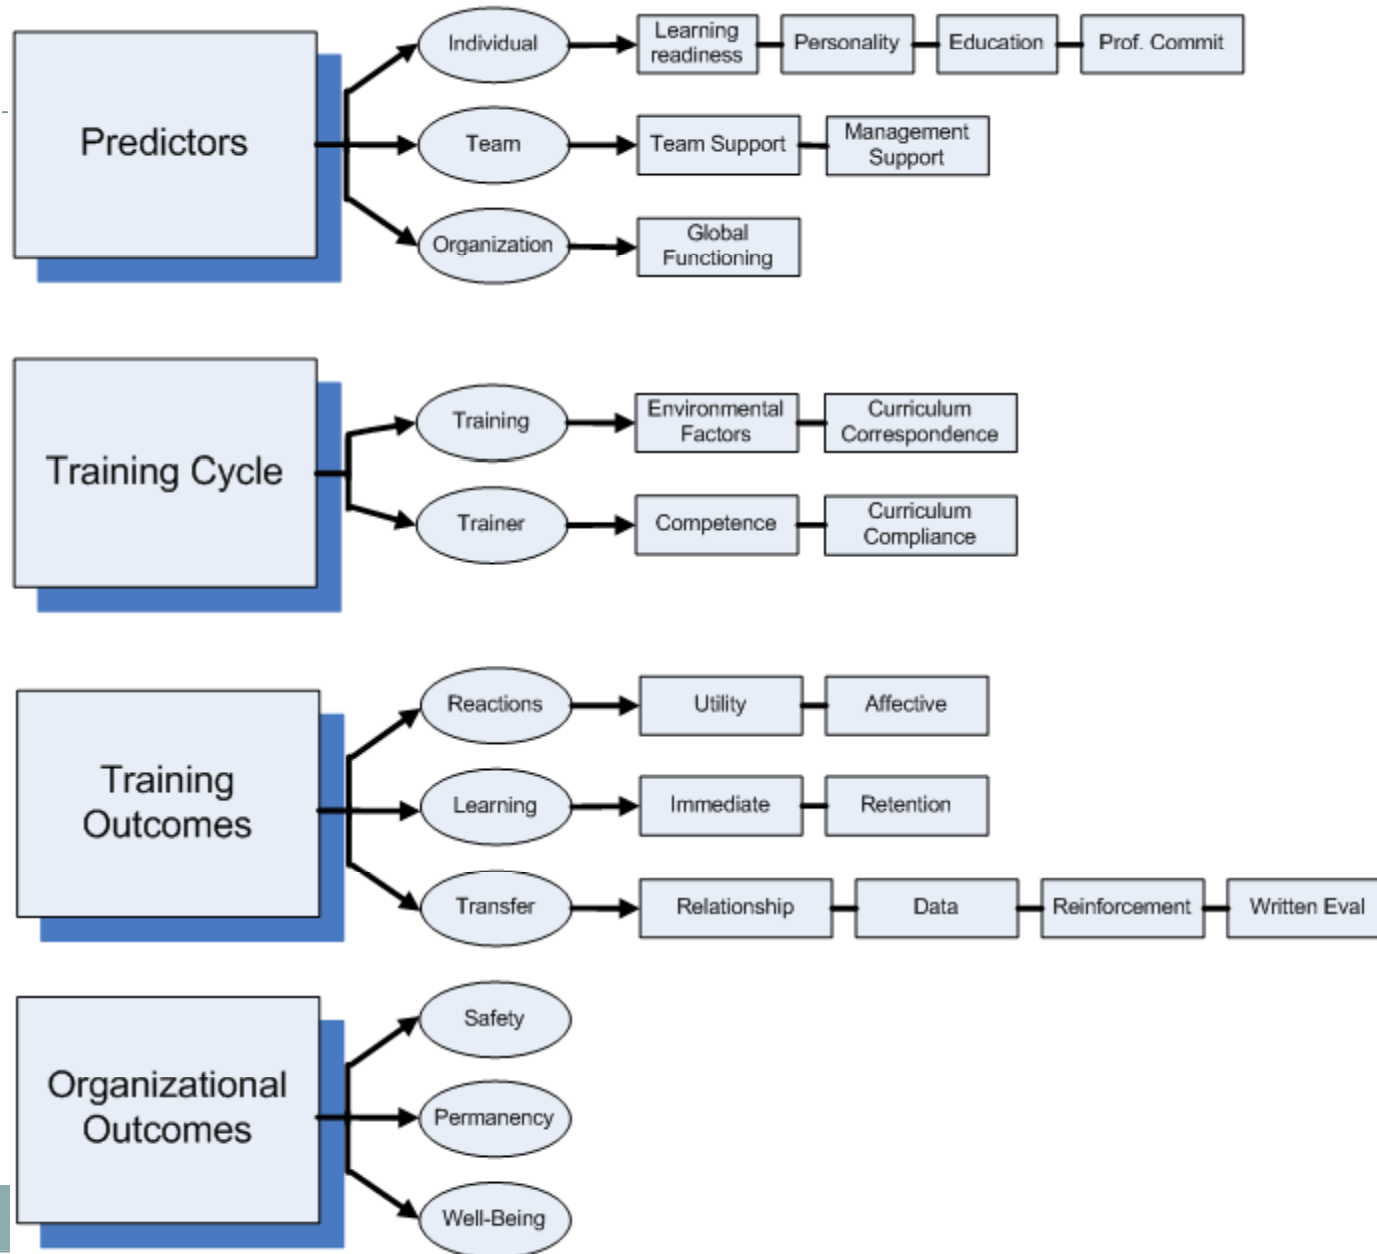 Predictors
Individual
Learning
readiness
Personality
Education
Prof. Commit
Team
Team Support
Management
Support
Organization
Global
Functioning
Training Cycle
Training
Environmental
Factors
Curriculum
Correspondence
Trainer
Competence
Curriculum
Compliance
Training
Outcomes
Reactions
Utility
Affective
Learning
Immediate
Retention
Transfer
Relationship
Data
Reinforcement
Written Eval
Organizational
Outcomes
Safety
Permanency
Well-Being